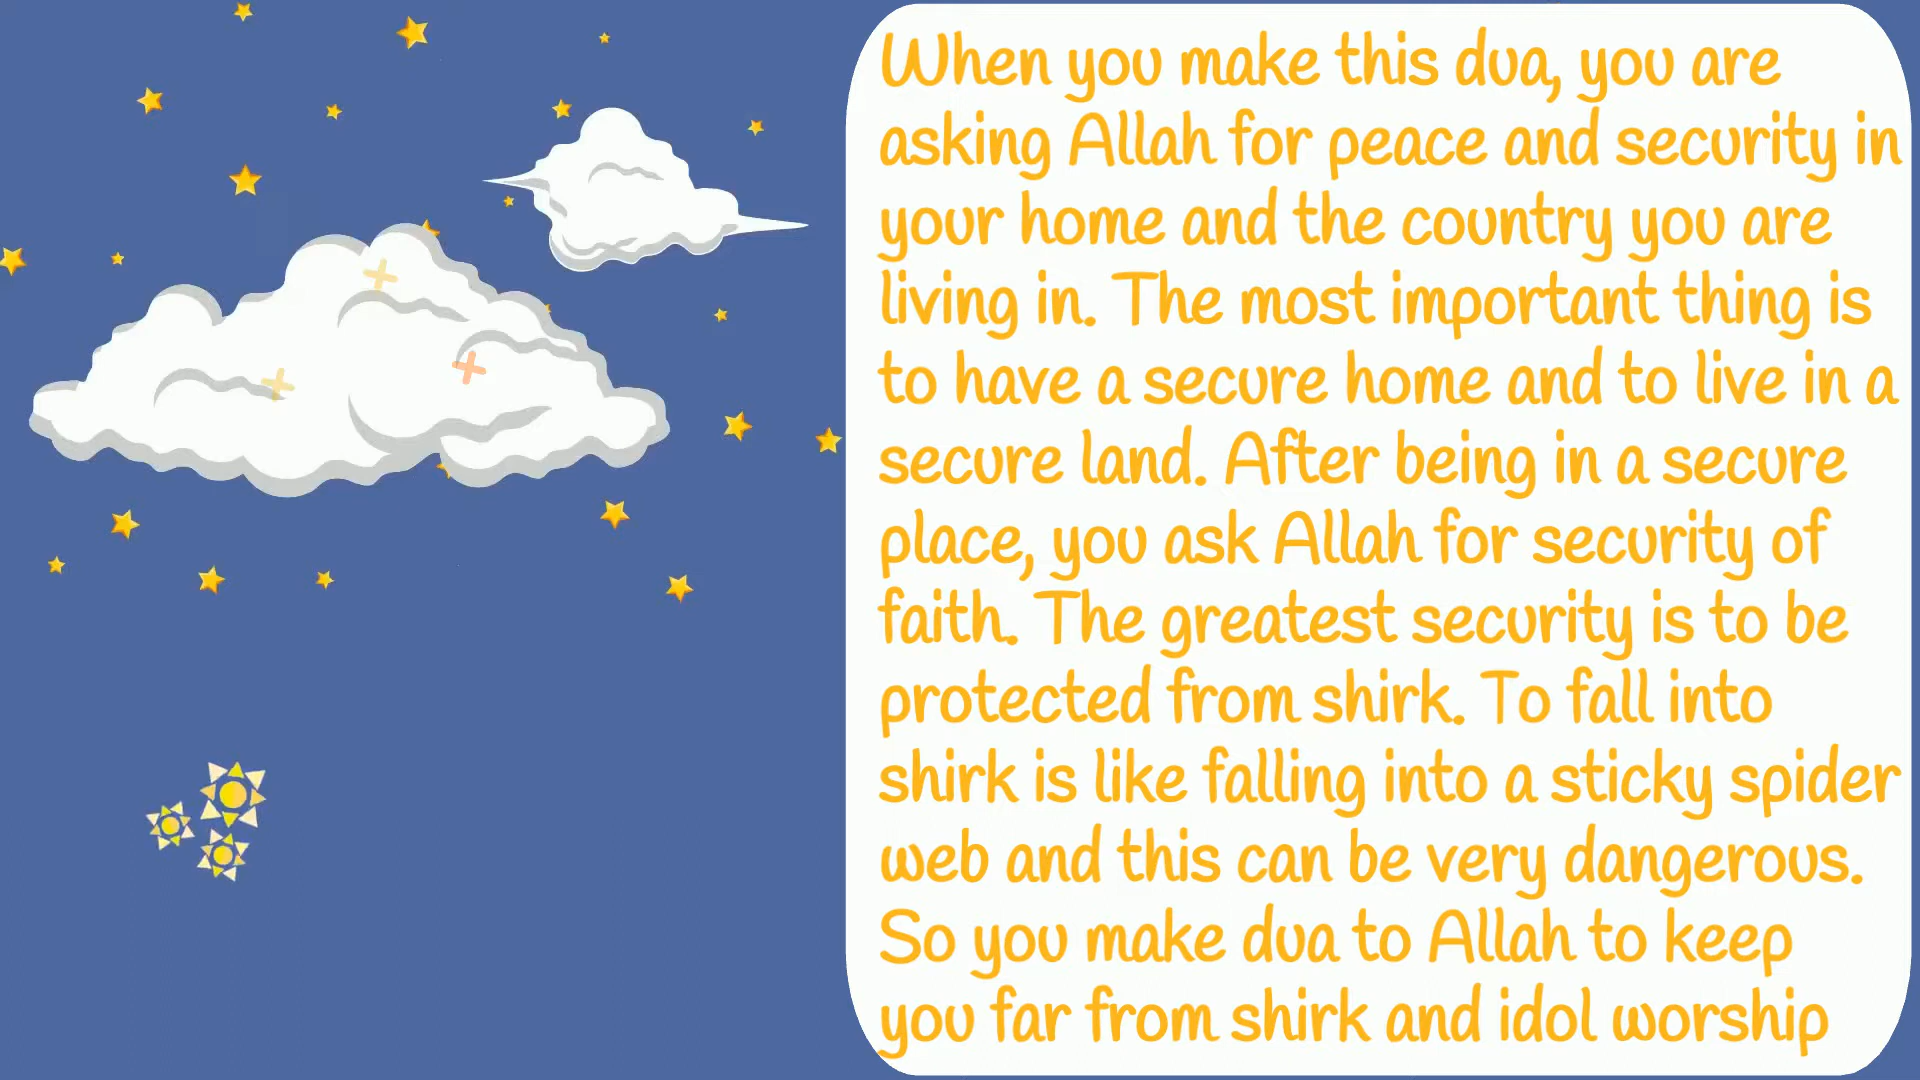 When you make this dua, you are
asking Allah for peace and security in
your home and the country you are
living in. The most important thing is
to have a secure home and to live in a
secure land. After being in a secure
place, you ask Allah for security of
faith. The greatest security is to be
protected from shirk. To fall into
shirk is like falling into a sticky spider
web and this can be very dangerous.
So you make dua to Allah to keep
you far from shirk and idol worship